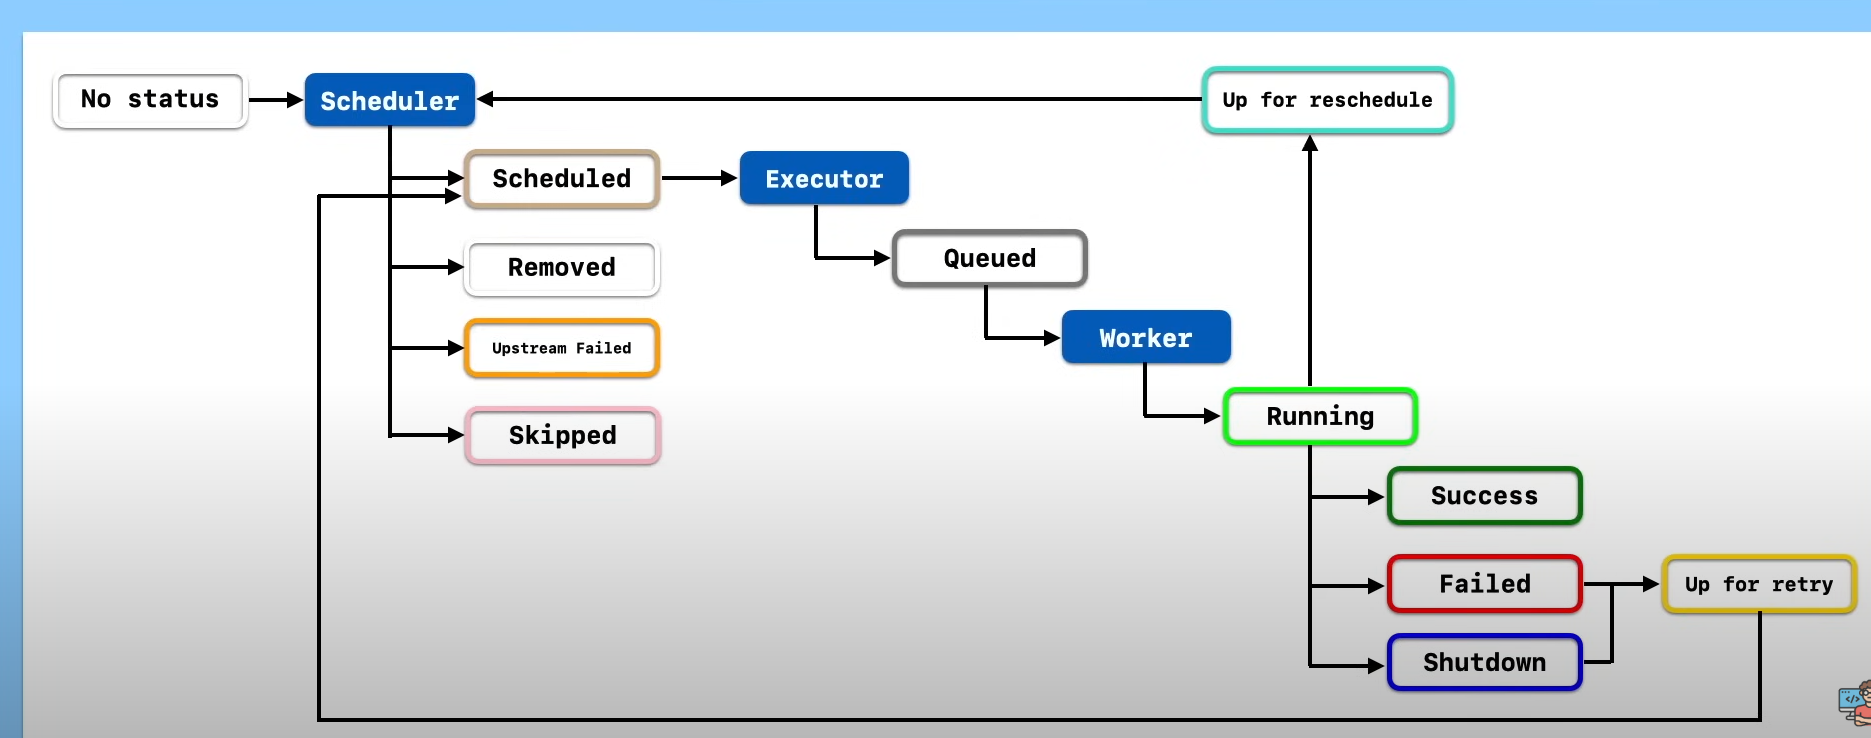 No status
Scheduler
Up for reschedule
Scheduled
Executor
Queued
Removed
Worker
Upstream Failed
Running
Skipped
Success
Failed
Up for retry
Shutdown